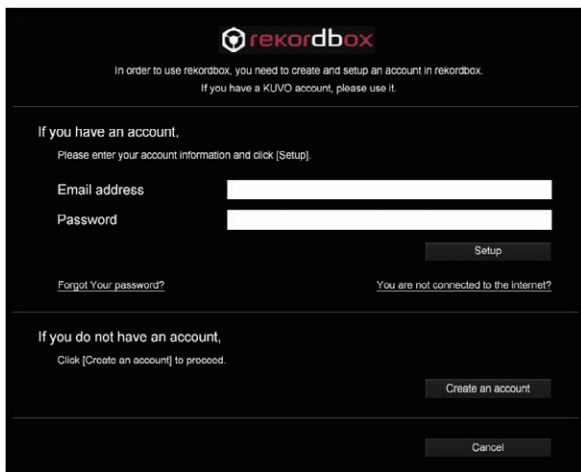 rekordbox
In order to use rekordbox, you need to create and setup an account in rekordbox.
If you have a KUVO account, please use it.
If you have an account,
Please enter your account information and click [Setup].
Email address
Password
Setup
Forgot Your password?
You are not connected to the internet?
If you do not have an account,
Click [Create an account] to proceed.
Create an account
Cancel